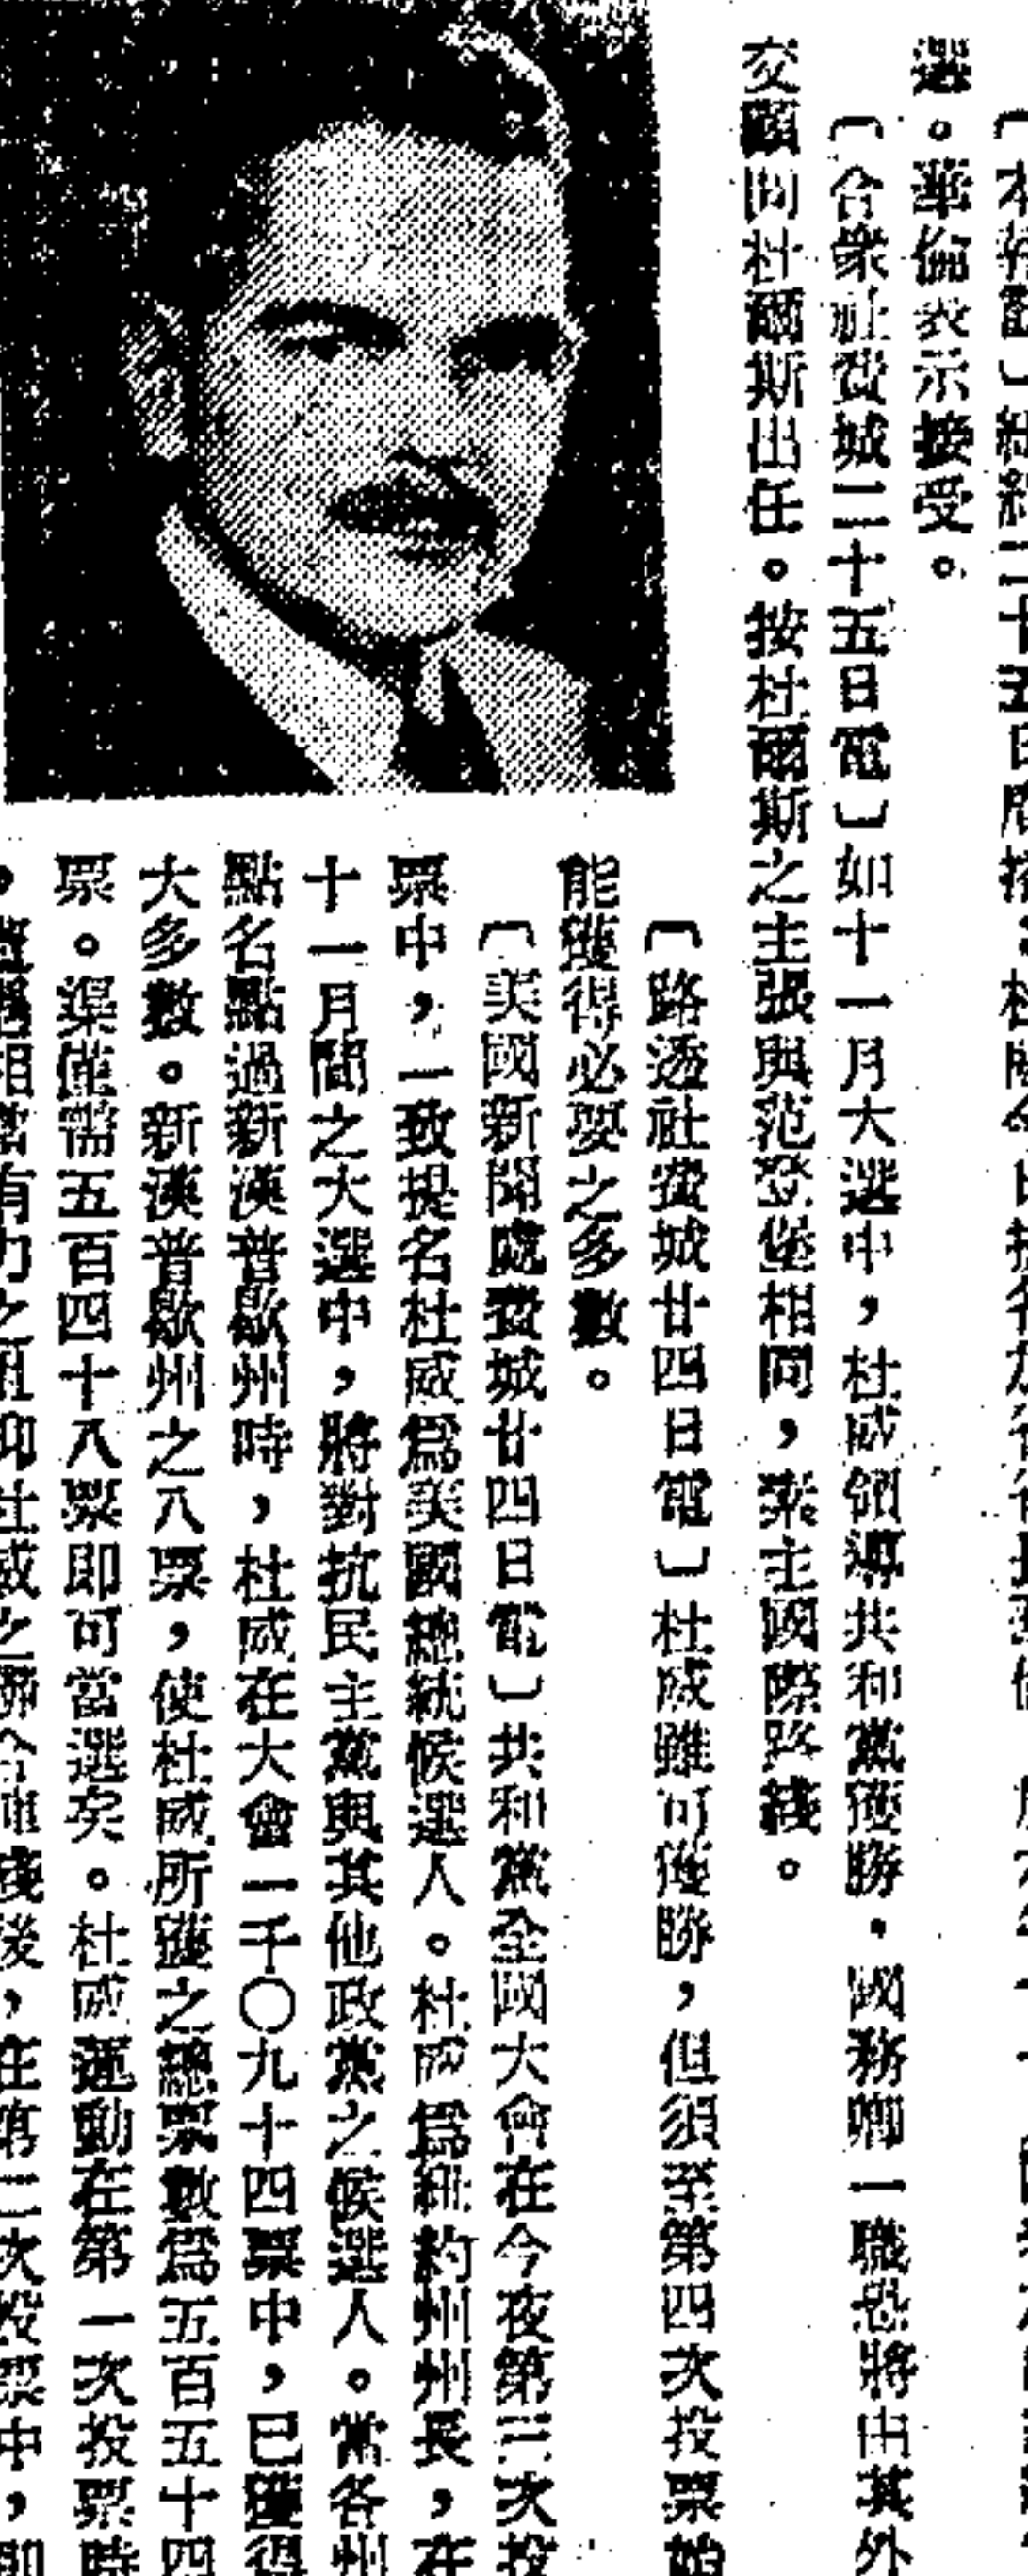 選。華倫表示接受。
〔合衆社費城二十五日電〕如十一月大選中，杜威領導共和黨獲勝．國務卿一職恐將由其外
交顧問杜爾斯出任。按杜爾斯之主張與范登堡相同，業主國際路綫。
〔路透社費城廿四日電〕杜威雖可獲勝，但須至第四次投票始
能獲得必要之多數。
〔美國新聞處費城廿四日電〕共和黨全國大會在今夜第三次投
票中，一致提名杜威爲美國總統候選人。杜威爲紐約州州長，在
十一月間之大選中，將對抗民主黨與其他政黨之候選人。當各州
點名點過新漢普歇州時，杜威在大會一千〇九十四票中，已獲得
大多數。新漢普歇州之八票，使杜威所獲之總票數爲五百五十四
票。渠僅需五百四十八票即可當選矣。杜威運動在第一次投票時